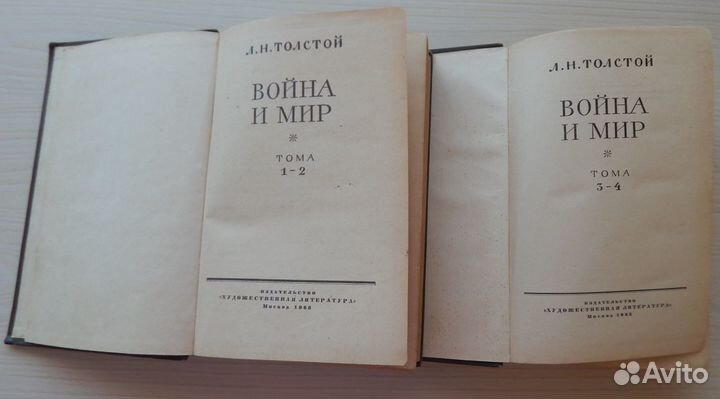 Л.Н.ТОЛСТОЙ
ВОЙНА
И МИР
*
ТОМА
1-2
ИЗДАТЕЛЬСТВО
«ХУДОЖЕСТВЕННАЯ ЛИТЕРАТУРА»
Москва
Л.Н.ТОЛСТОЙ
ВОЙНА
И МИР
*
ТОМА
3-4
ИЗДАТЕЛЬСТВО
«ХУДОЖЕСТВЕННАЯ ЛИТЕРАТУРА»
Москва
Avito